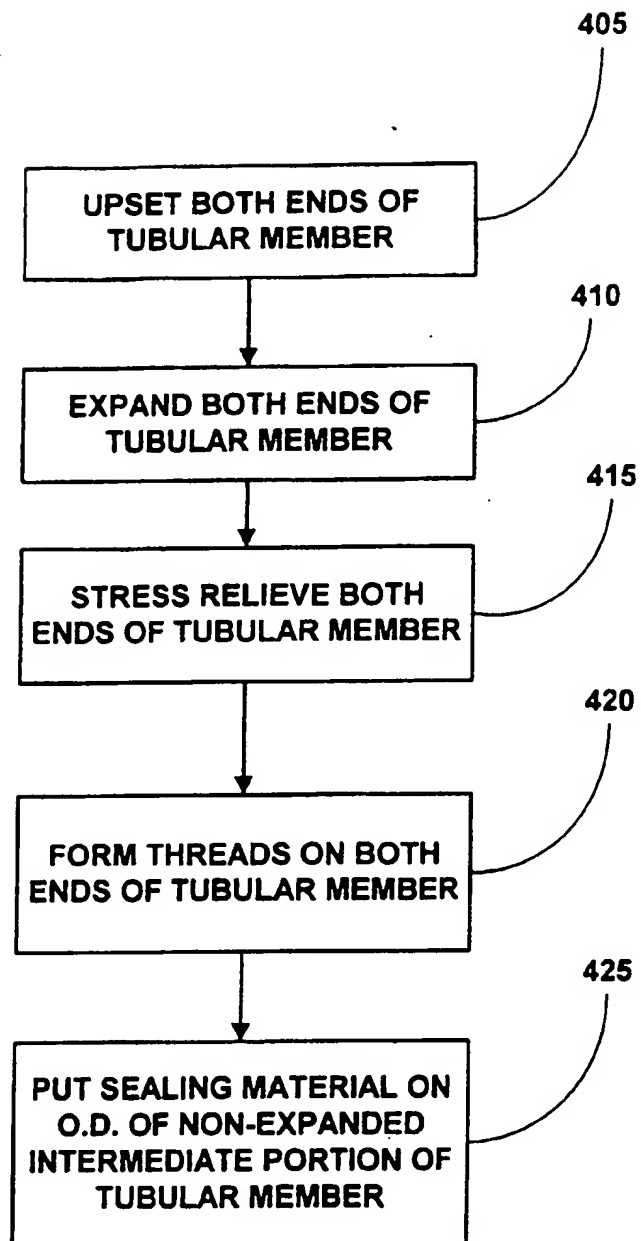 405
UPSET BOTH ENDS OF
TUBULAR MEMBER
410
EXPAND BOTH ENDS OF
TUBULAR MEMBER
415
STRESS RELIEVE BOTH
ENDS OF TUBULAR MEMBER
420
FORM THREADS ON BOTH
ENDS OF TUBULAR MEMBER
425
PUT SEALING MATERIAL ON
O.D. OF NON-EXPANDED
INTERMEDIATE PORTION OF
TUBULAR MEMBER